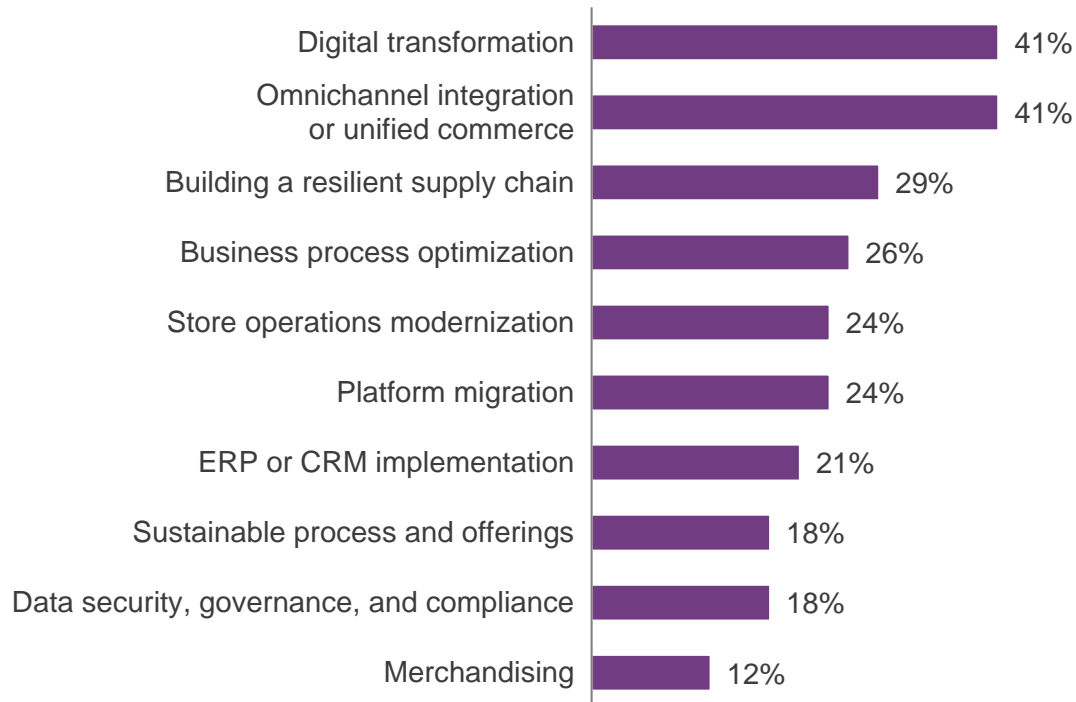 Digital transformation 41%
Omnichannel integration
or unified commerce 41%
Building a resilient supply chain 29%
Business process optimization 26%
Store operations modernization 24%
Platform migration 24%
ERP or CRM implementation 21%
Sustainable process and offerings 18%
Data security, governance, and compliance 18%
Merchandising 12%